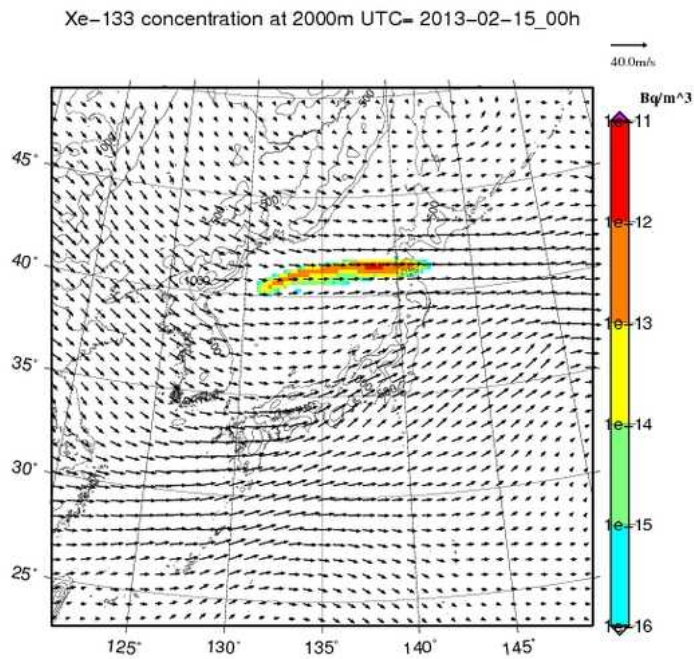 Xe-133 concentration at 2000m UTC= 2013-02-15_00h
40.0m/s
Bq/m^3
1e-11
45°
1e-12
40°
1000
1e-13
35°
1e-14
30°
1e-15
25°
1e-16
125° 130° 135° 140° 145°